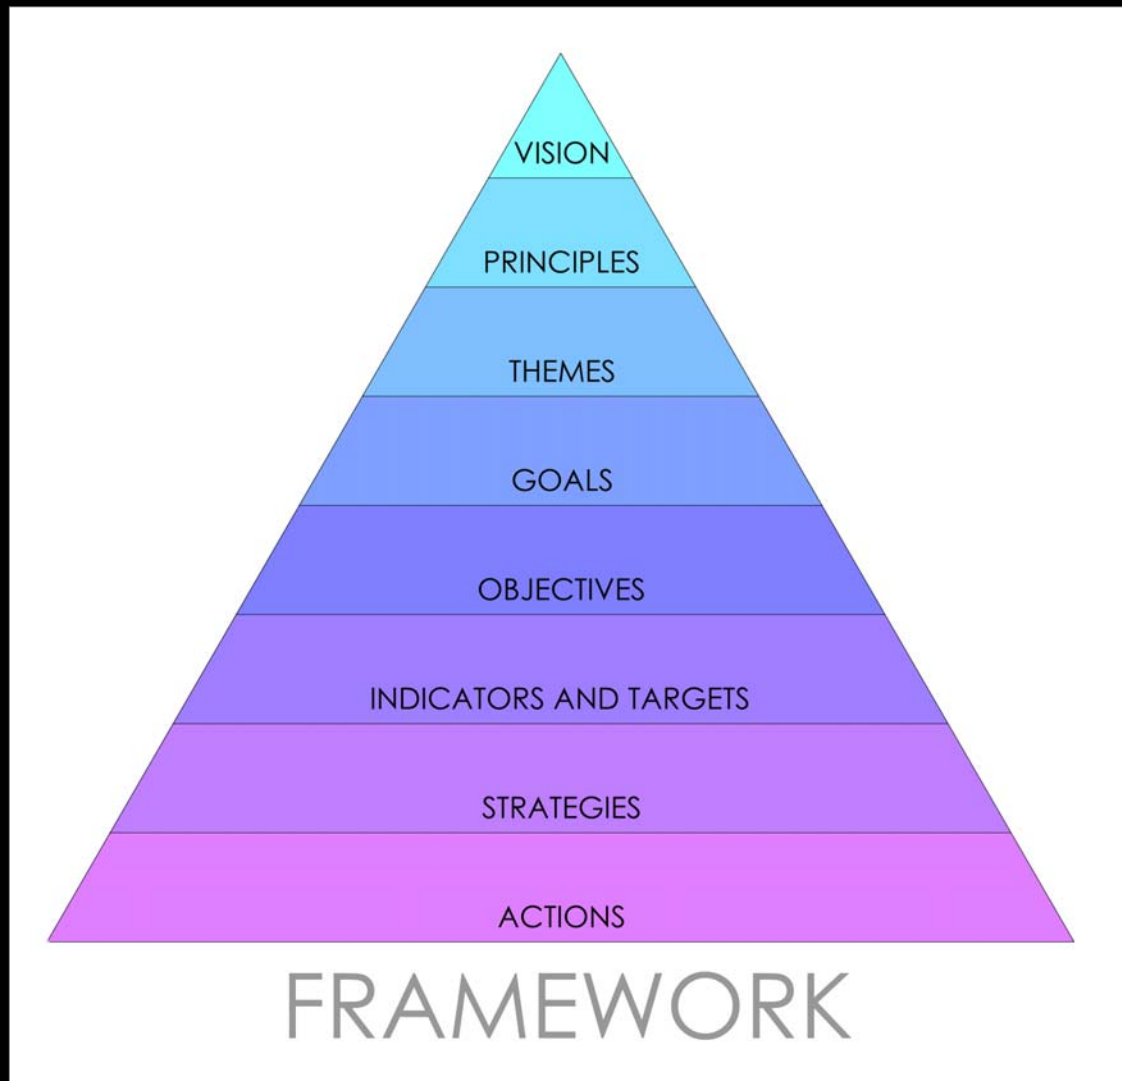 VISION
PRINCIPLES
THEMES
GOALS
OBJECTIVES
INDICATORS AND TARGETS
STRATEGIES
ACTIONS
FRAMEWORK